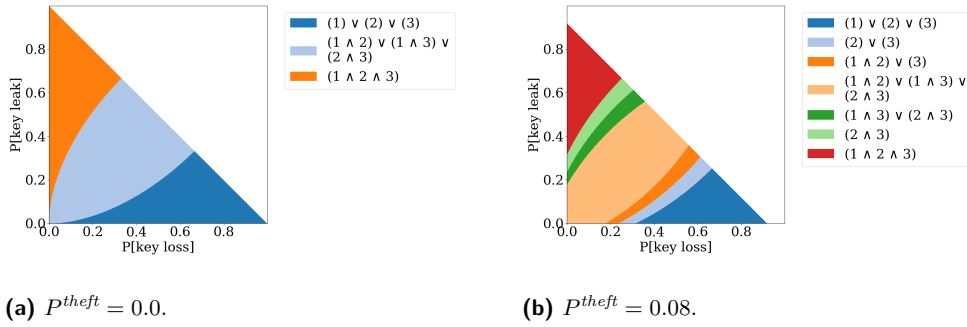 0.8
0.6
0.4
0.2
0.0
0.0 0.2 0.4 0.6 0.8
P[key leak]
P[key loss]
(1) ∨ (2) ∨ (3)
(1 ∧ 2) ∨ (1 ∧ 3) ∨
(2 ∧ 3)
(1 ∧ 2 ∧ 3)
(a) P^{theft} = 0.0.
0.8
0.6
0.4
0.2
0.0
0.0 0.2 0.4 0.6 0.8
P[key leak]
P[key loss]
(1) ∨ (2) ∨ (3)
(2) ∨ (3)
(1 ∧ 2) ∨ (3)
(1 ∧ 2) ∨ (1 ∧ 3) ∨
(2 ∧ 3)
(1 ∧ 3) ∨ (2 ∧ 3)
(2 ∧ 3)
(1 ∧ 2 ∧ 3)
(b) P^{theft} = 0.08.